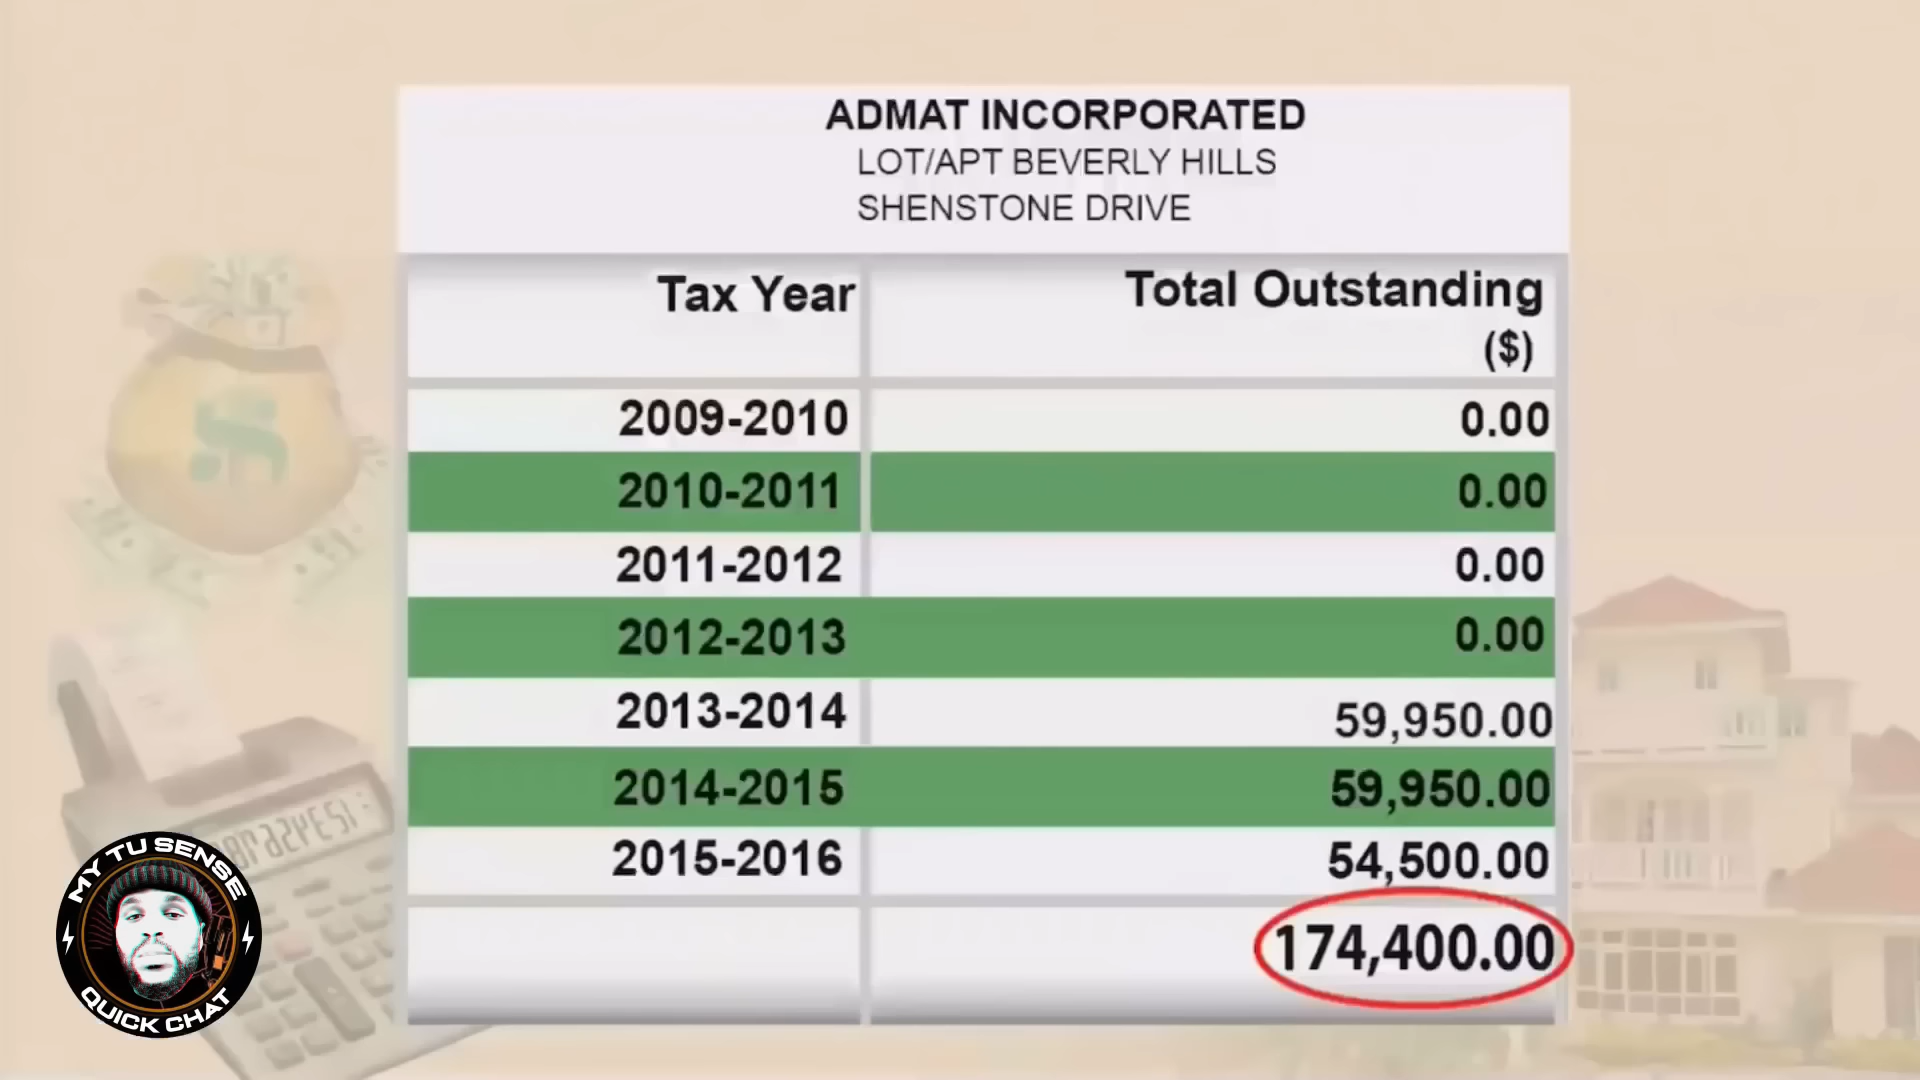 ADMAT INCORPORATED
LOT/APT BEVERLY HILLS
SHENSTONE DRIVE
Tax Year Total Outstanding
($)
2009-2010 0.00
2010-2011 0.00
2011-2012 0.00
2012-2013 0.00
2013-2014 59,950.00
2014-2015 59,950.00
2015-2016 54,500.00
174,400.00
MY TU SENSE
QUICK CHAT